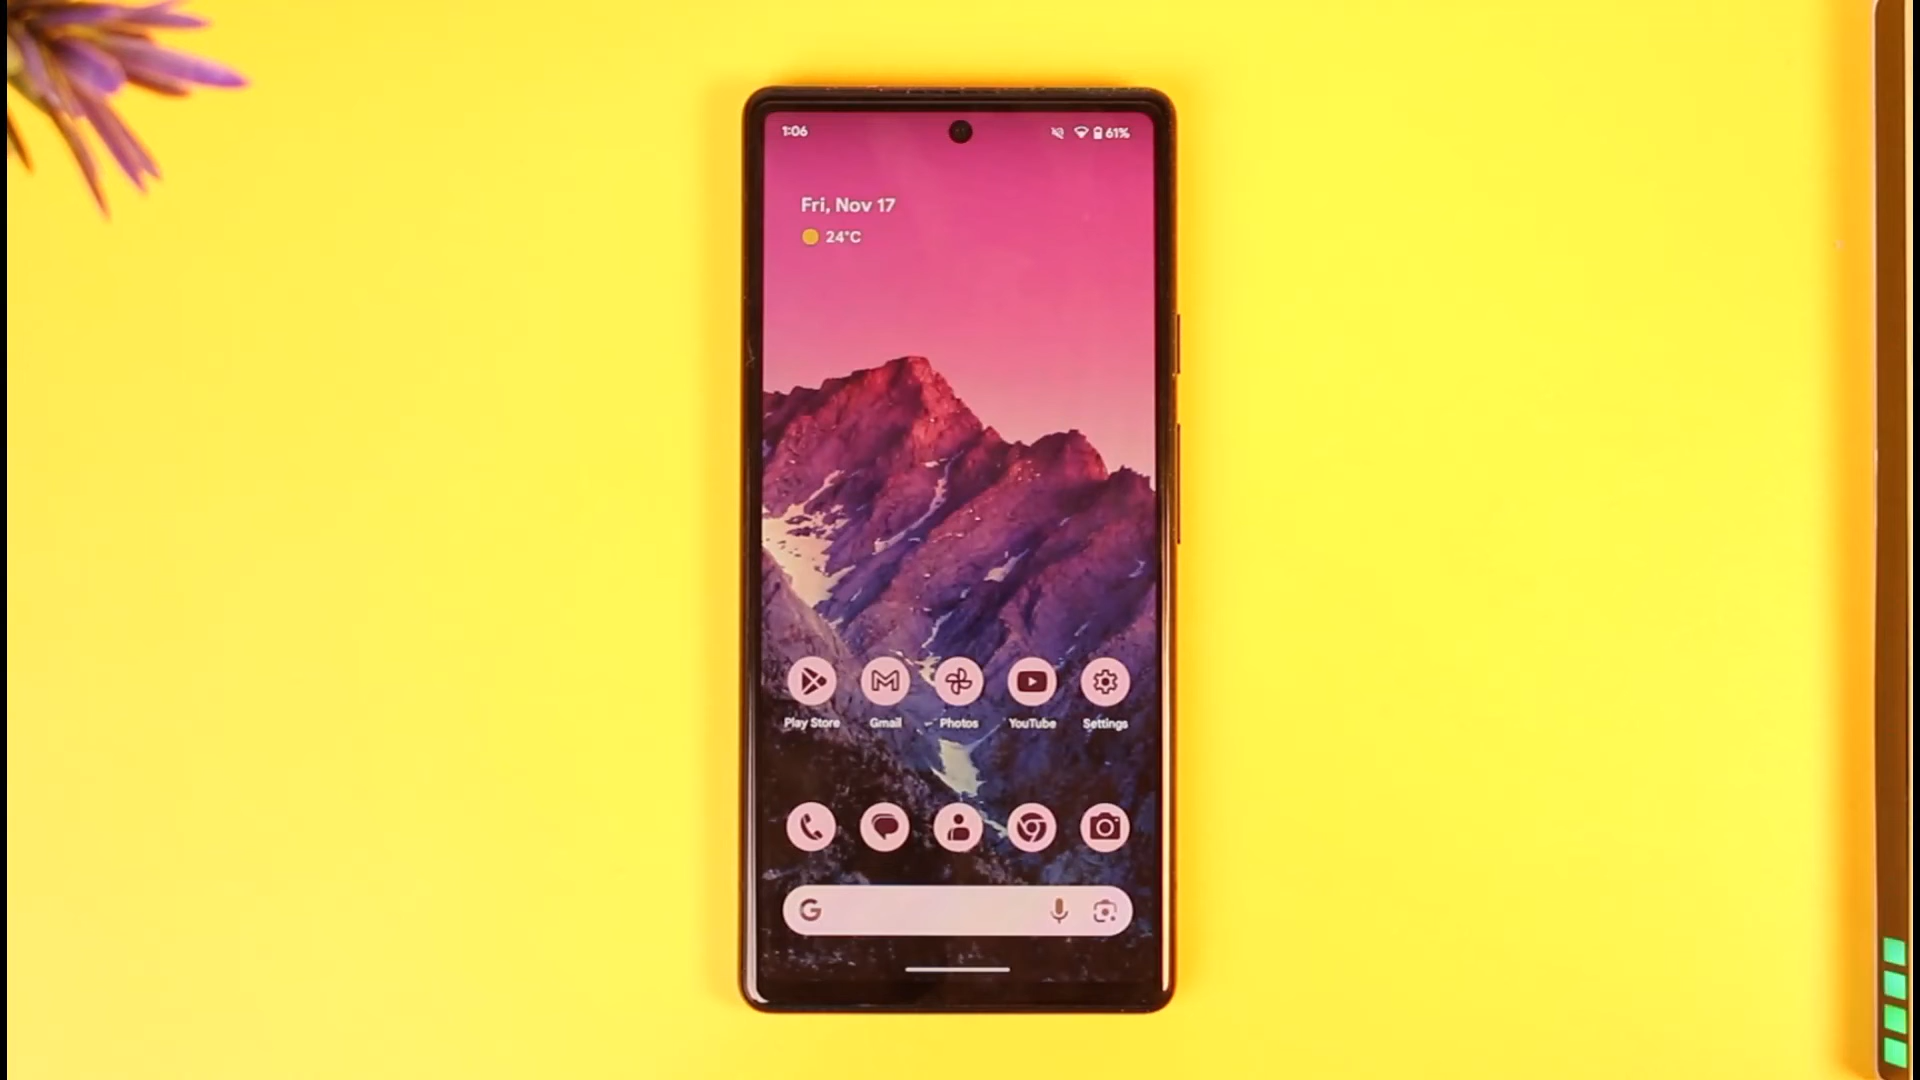 1:06
61%
Fri, Nov 17
24°C
Play Store Gmail Photos YouTube Settings
G